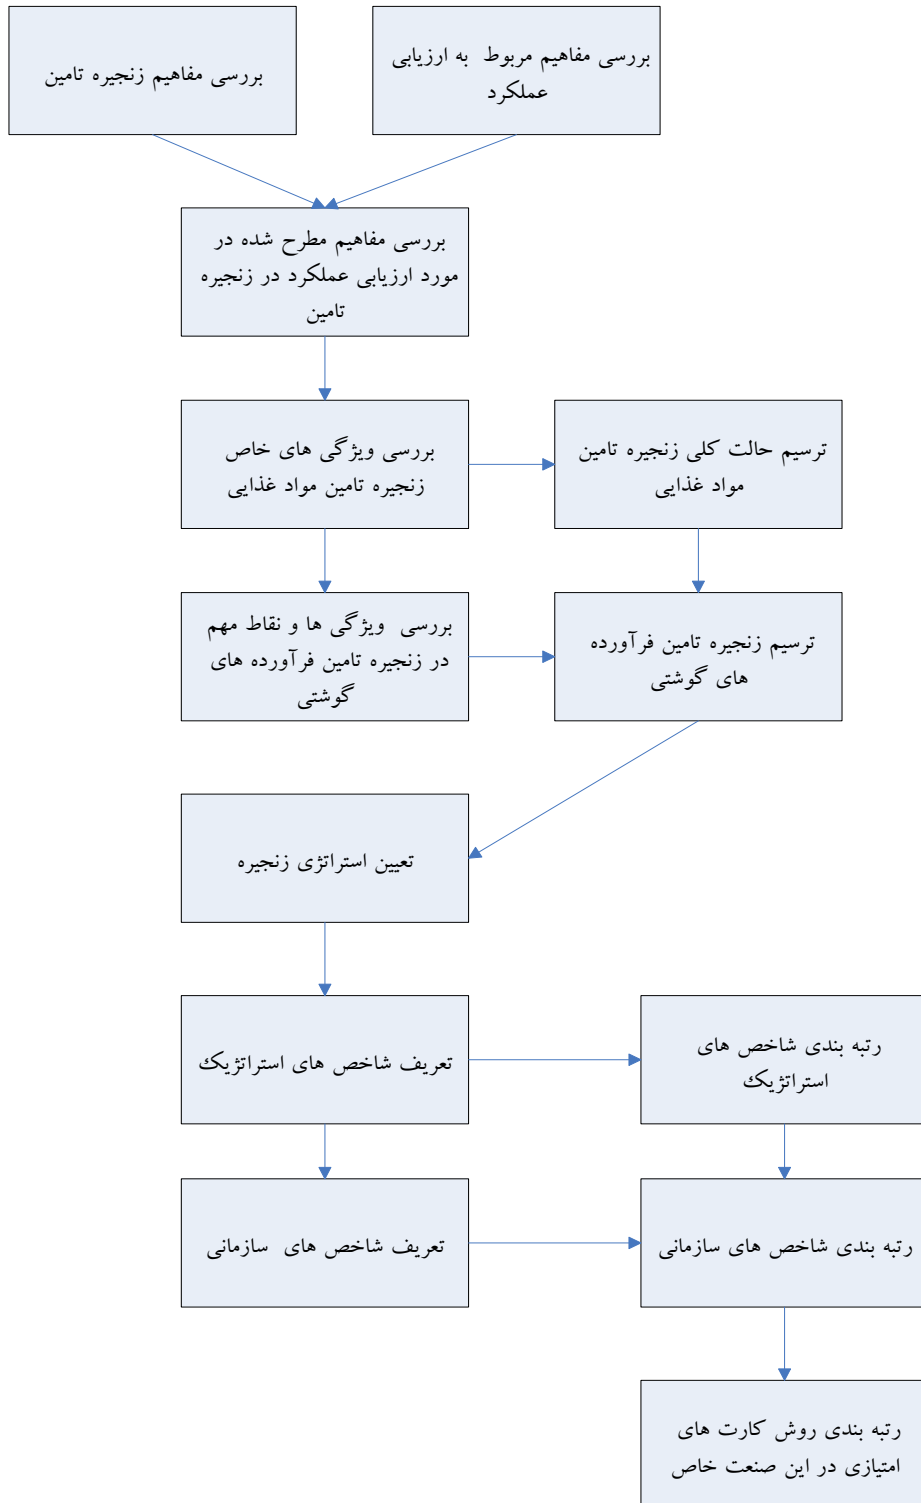 بررسی مفاهیم مربوط به ارزیابی
عملکرد
بررسی مفاهیم زنجیره تامین
بررسی مفاهیم مطرح شده در
مورد ارزیابی عملکرد در زنجیره
تامین
بررسی ویژگی های خاص
زنجیره تامین مواد غذایی
ترسیم حالت کلی زنجیره تامین
مواد غذایی
بررسی ویژگی ها و نقاط مهم
در زنجیره تامین فرآورده های
گوشتی
ترسیم زنجیره تامین فرآورده
های گوشتی
تعیین استراتژی زنجیره
تعریف شاخص های استراتژیک
رتبه بندی شاخص های
استراتژیک
تعریف شاخص های سازمانی
رتبه بندی شاخص های سازمانی
رتبه بندی روش کارت های
امتیازی در این صنعت خاص